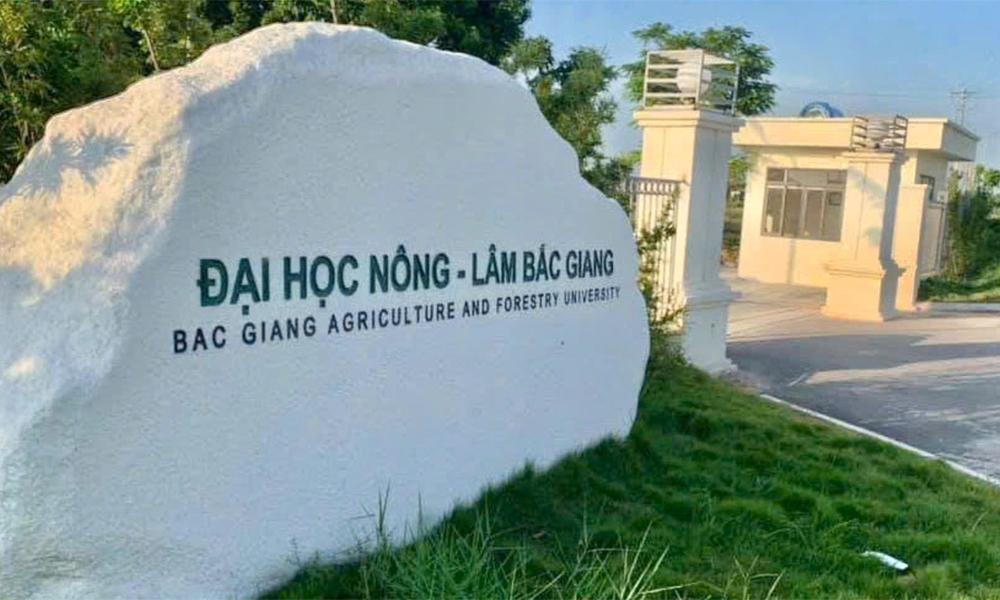 ĐẠI HỌC NÔNG - LÂM BẮC GIANG
BAC GIANG AGRICULTURE AND FORESTRY UNIVERSITY